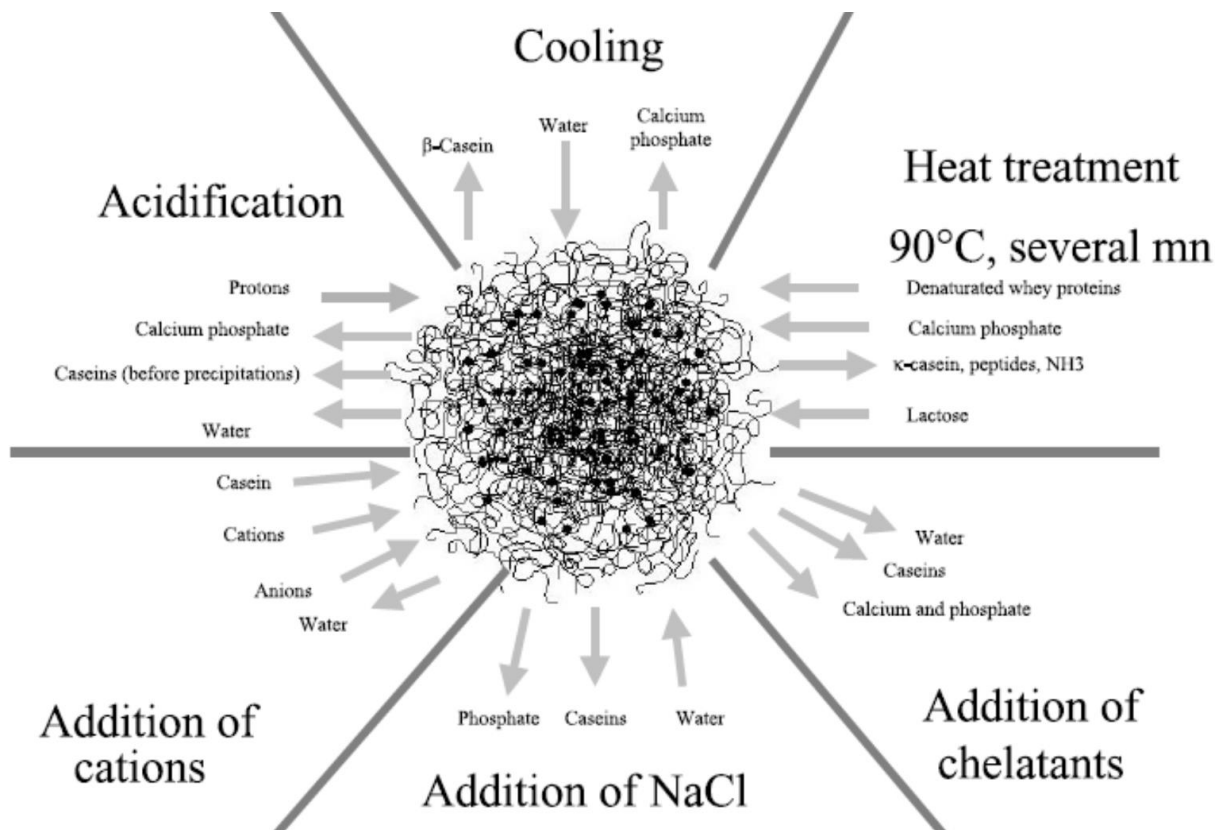 Cooling
β-Casein
Water
Calcium
phosphate
Acidification
Protons
Calcium phosphate
Caseins (before precipitations)
Water
Heat treatment
90°C, several mn
Denaturated whey proteins
Calcium phosphate
κ-casein, peptides, NH3
Lactose
Casein
Cations
Anions
Water
Addition of
cations
Phosphate
Caseins
Water
Addition of NaCl
Water
Caseins
Calcium and phosphate
Addition of
chelatants